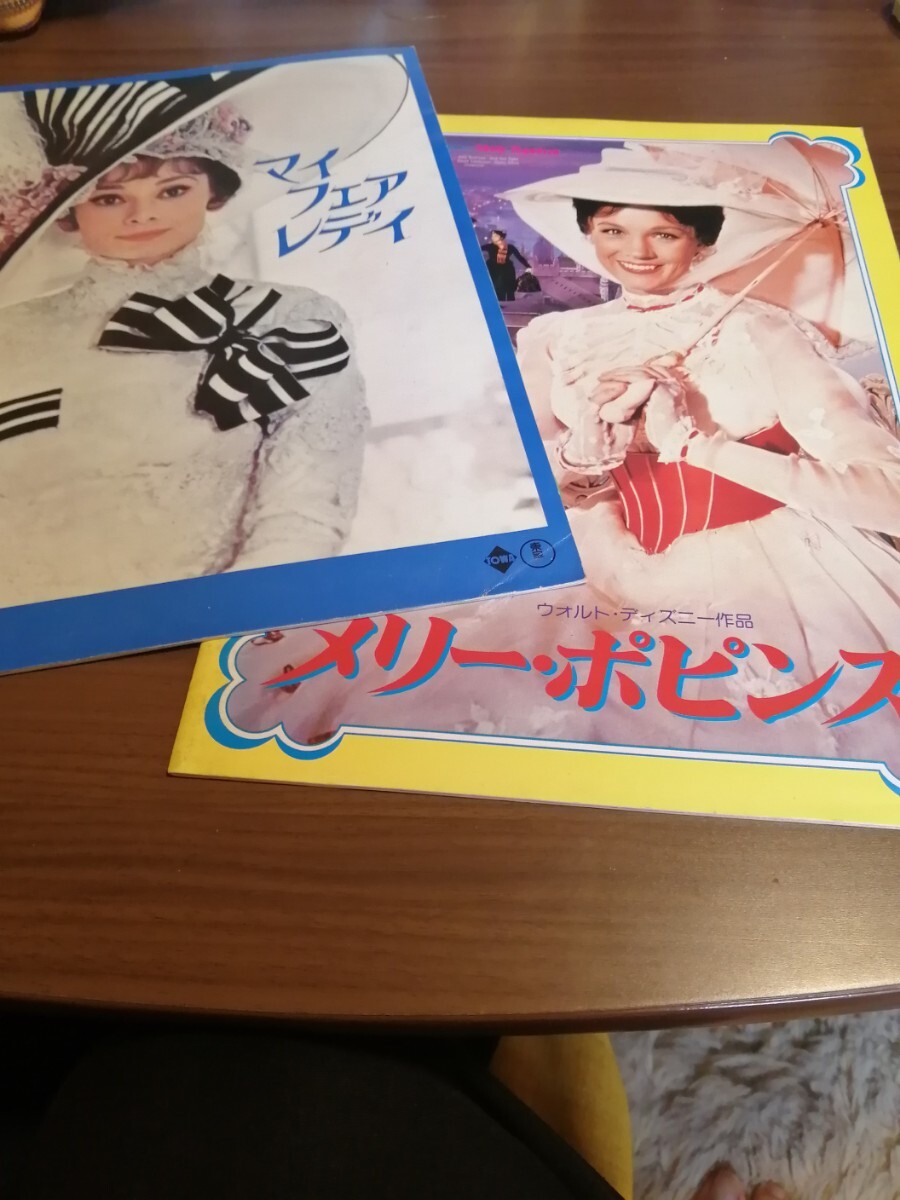 マイ
フェア
レディ
TOWA
ウォルト・ディズニー作品
メリー・ポピンズ